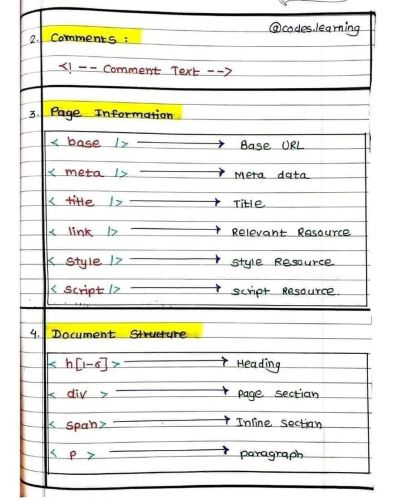 @codes.learning
2. Comments :
<! -- Comment Text -->
3. Page Information
< base /> → Base URL
< meta /> → Meta data
< title /> → Title
< link /> → Relevant Resource
< style /> → Style Resource
< script /> → Script Resource.
4. Document Structure
< h[1-6] > → Heading
< div > → Page section
< span> → Inline section
< p > → paragraph